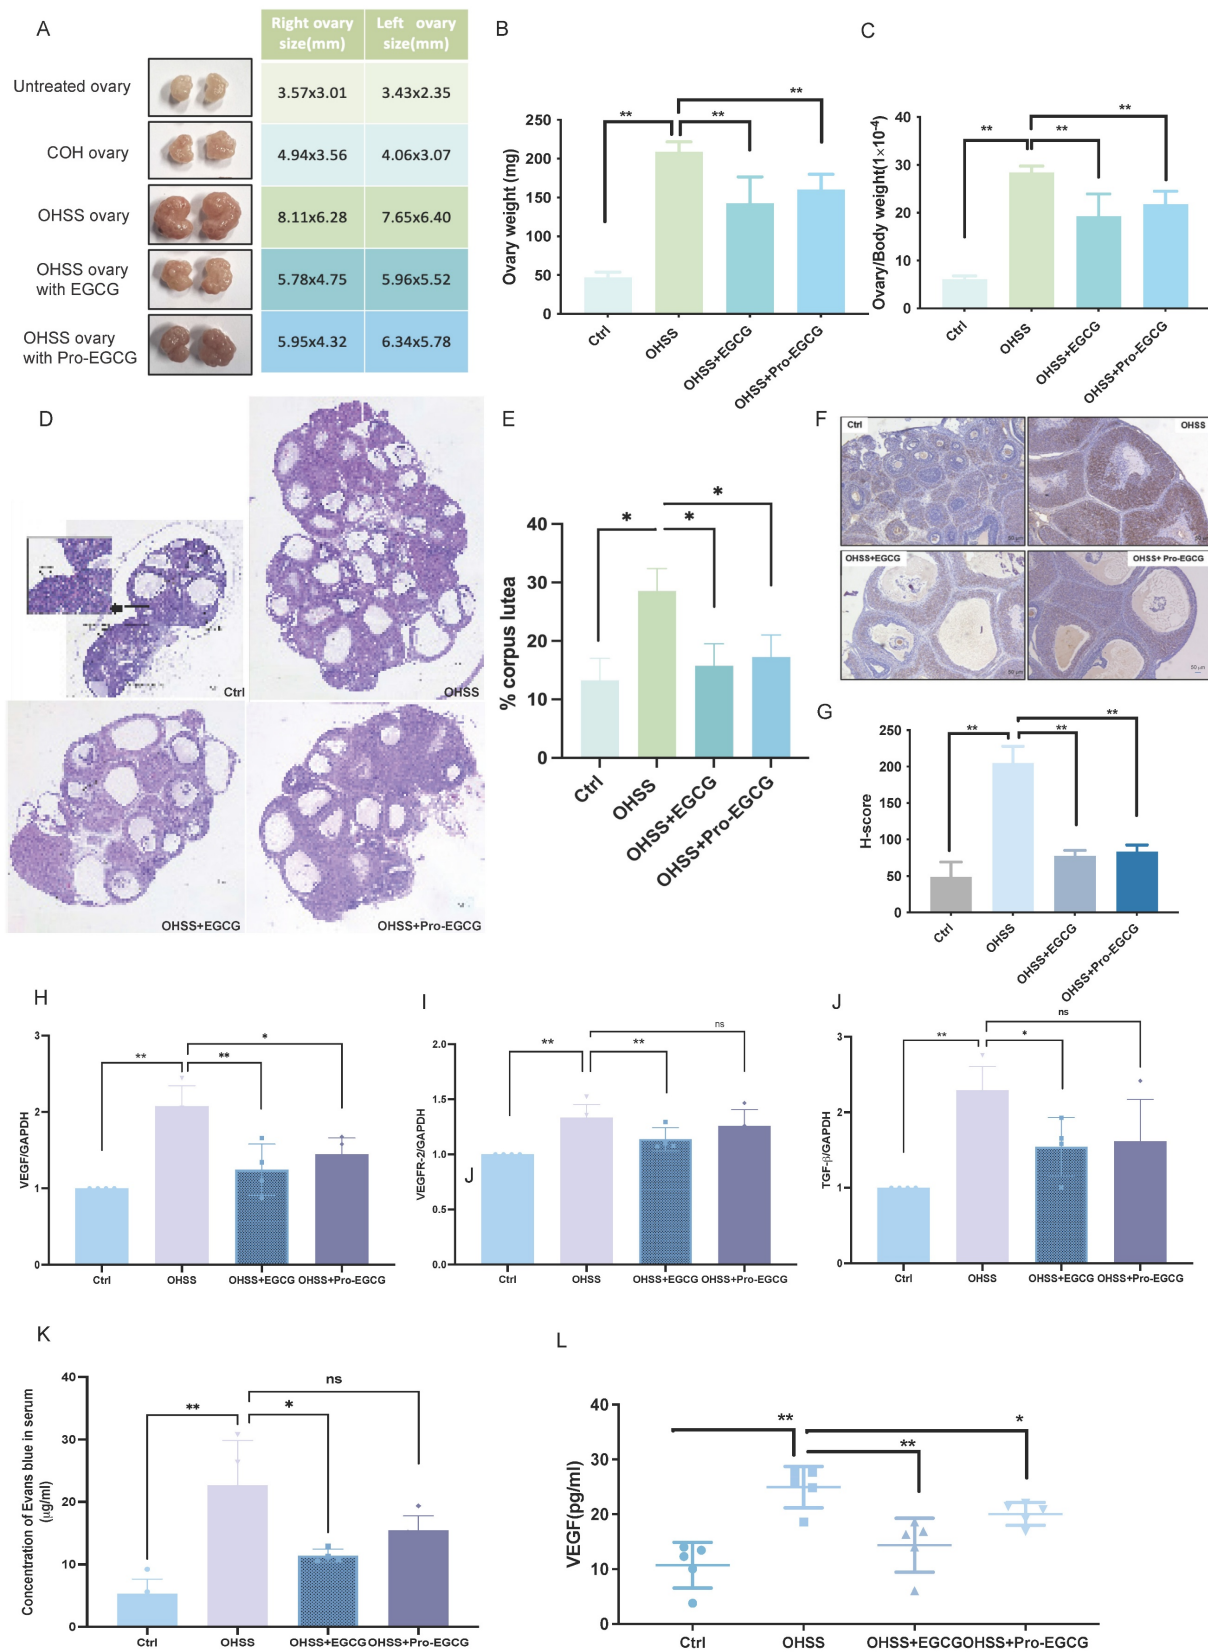 A
Right ovary size(mm)
Left ovary size(mm)
Untreated ovary
3.57x3.01
3.43x2.35
COH ovary
4.94x3.56
4.06x3.07
OHSS ovary
8.11x6.28
7.65x6.40
OHSS ovary
with EGCG
5.78x4.75
5.96x5.52
OHSS ovary
with Pro-EGCG
5.95x4.32
6.34x5.78
B
Ovary weight (mg)
250
200
150
100
50
0
**
**
**
Ctrl
OHSS
OHSS+EGCG
OHSS+Pro-EGCG
C
Ovary/Body weight(1×10⁻⁴)
40
30
20
10
0
**
**
**
Ctrl
OHSS
OHSS+EGCG
OHSS+Pro-EGCG
D
Ctrl
OHSS
OHSS+EGCG
OHSS+Pro-EGCG
E
% corpus lutea
40
30
20
10
0
*
*
*
Ctrl
OHSS
OHSS+EGCG
OHSS+Pro-EGCG
F
Ctrl
OHSS
OHSS+EGCG
OHSS+ Pro-EGCG
50 μm
50 μm
50 μm
50 μm
G
H-score
250
200
150
100
50
0
**
**
**
Ctrl
OHSS
OHSS+EGCG
OHSS+Pro-EGCG
H
VEGF/GAPDH
3
2
1
0
**
**
*
Ctrl
OHSS
OHSS+EGCG
OHSS+Pro-EGCG
I
VEGFR-2/GAPDH
2.0
1.5
1.0
0.5
0.0
**
**
ns
J
Ctrl
OHSS
OHSS+EGCG
OHSS+Pro-EGCG
J
TGF-β/GAPDH
3
2
1
0
**
*
ns
Ctrl
OHSS
OHSS+EGCG
OHSS+Pro-EGCG
K
Concentration of Evans blue in serum
(μg/ml)
40
30
20
10
0
**
*
ns
Ctrl
OHSS
OHSS+EGCG
OHSS+Pro-EGCG
L
VEGF(pg/ml)
40
30
20
10
0
**
**
*
Ctrl
OHSS
OHSS+EGCG
OHSS+Pro-EGCG